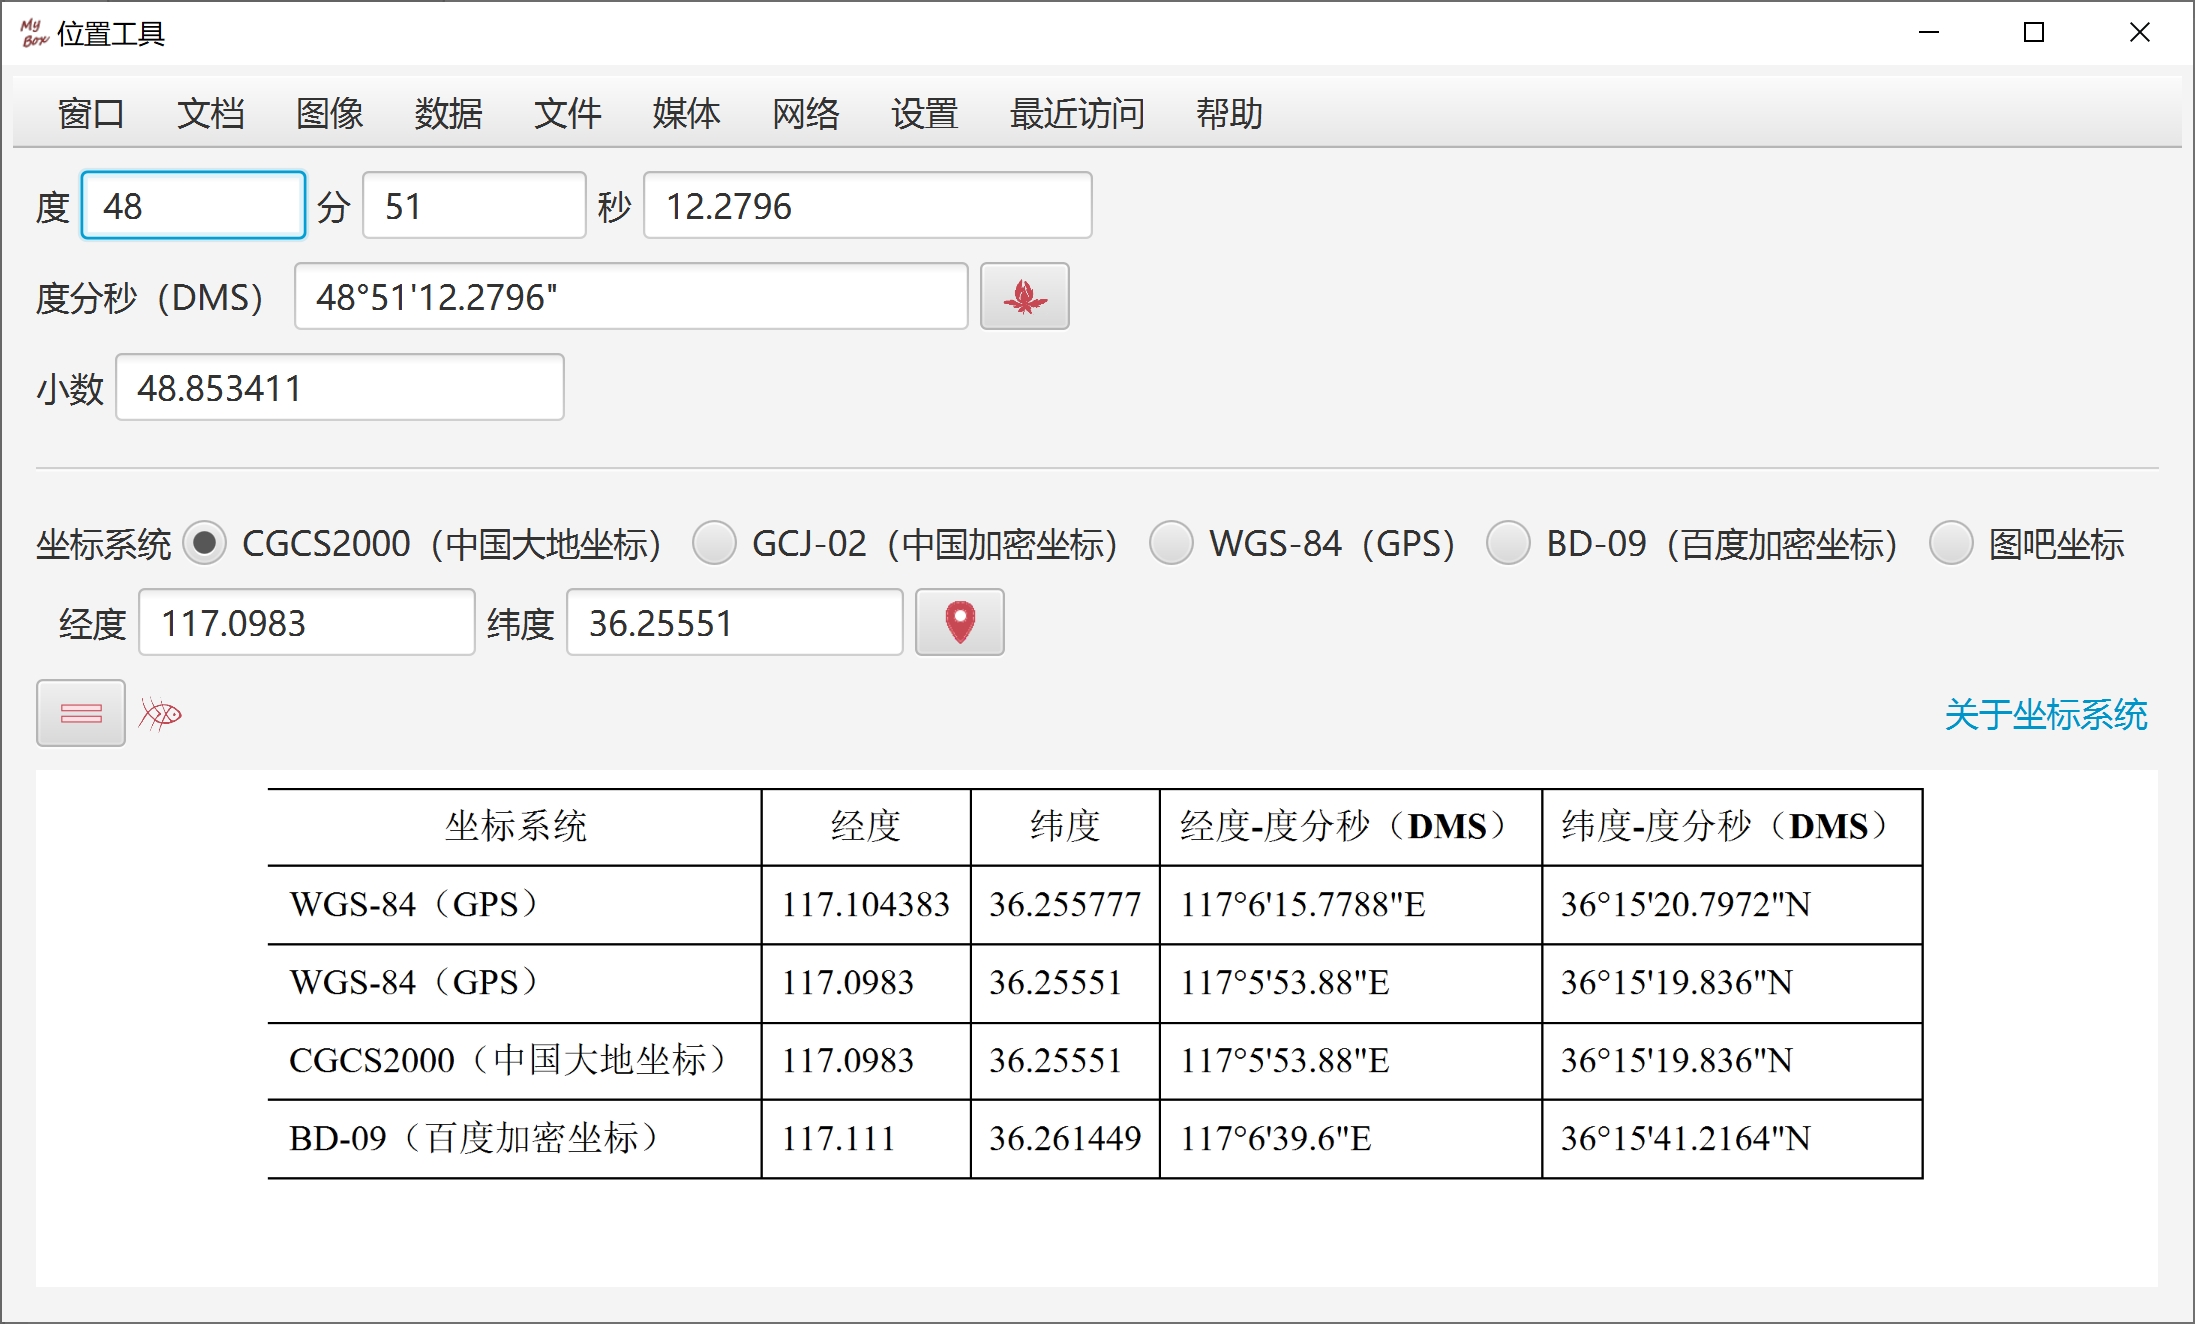 My Box 位置工具
窗口 文档 图像 数据 文件 媒体 网络 设置 最近访问 帮助
度 48 分 51 秒 12.2796
度分秒（DMS） 48°51'12.2796"
小数 48.853411
坐标系统 CGCS2000（中国大地坐标） GCJ-02（中国加密坐标） WGS-84（GPS） BD-09（百度加密坐标） 图吧坐标
经度 117.0983 纬度 36.25551
关于坐标系统
坐标系统 经度 纬度 经度-度分秒（DMS） 纬度-度分秒（DMS）
WGS-84（GPS） 117.104383 36.255777 117°6'15.7788"E 36°15'20.7972"N
WGS-84（GPS） 117.0983 36.25551 117°5'53.88"E 36°15'19.836"N
CGCS2000（中国大地坐标） 117.0983 36.25551 117°5'53.88"E 36°15'19.836"N
BD-09（百度加密坐标） 117.111 36.261449 117°6'39.6"E 36°15'41.2164"N